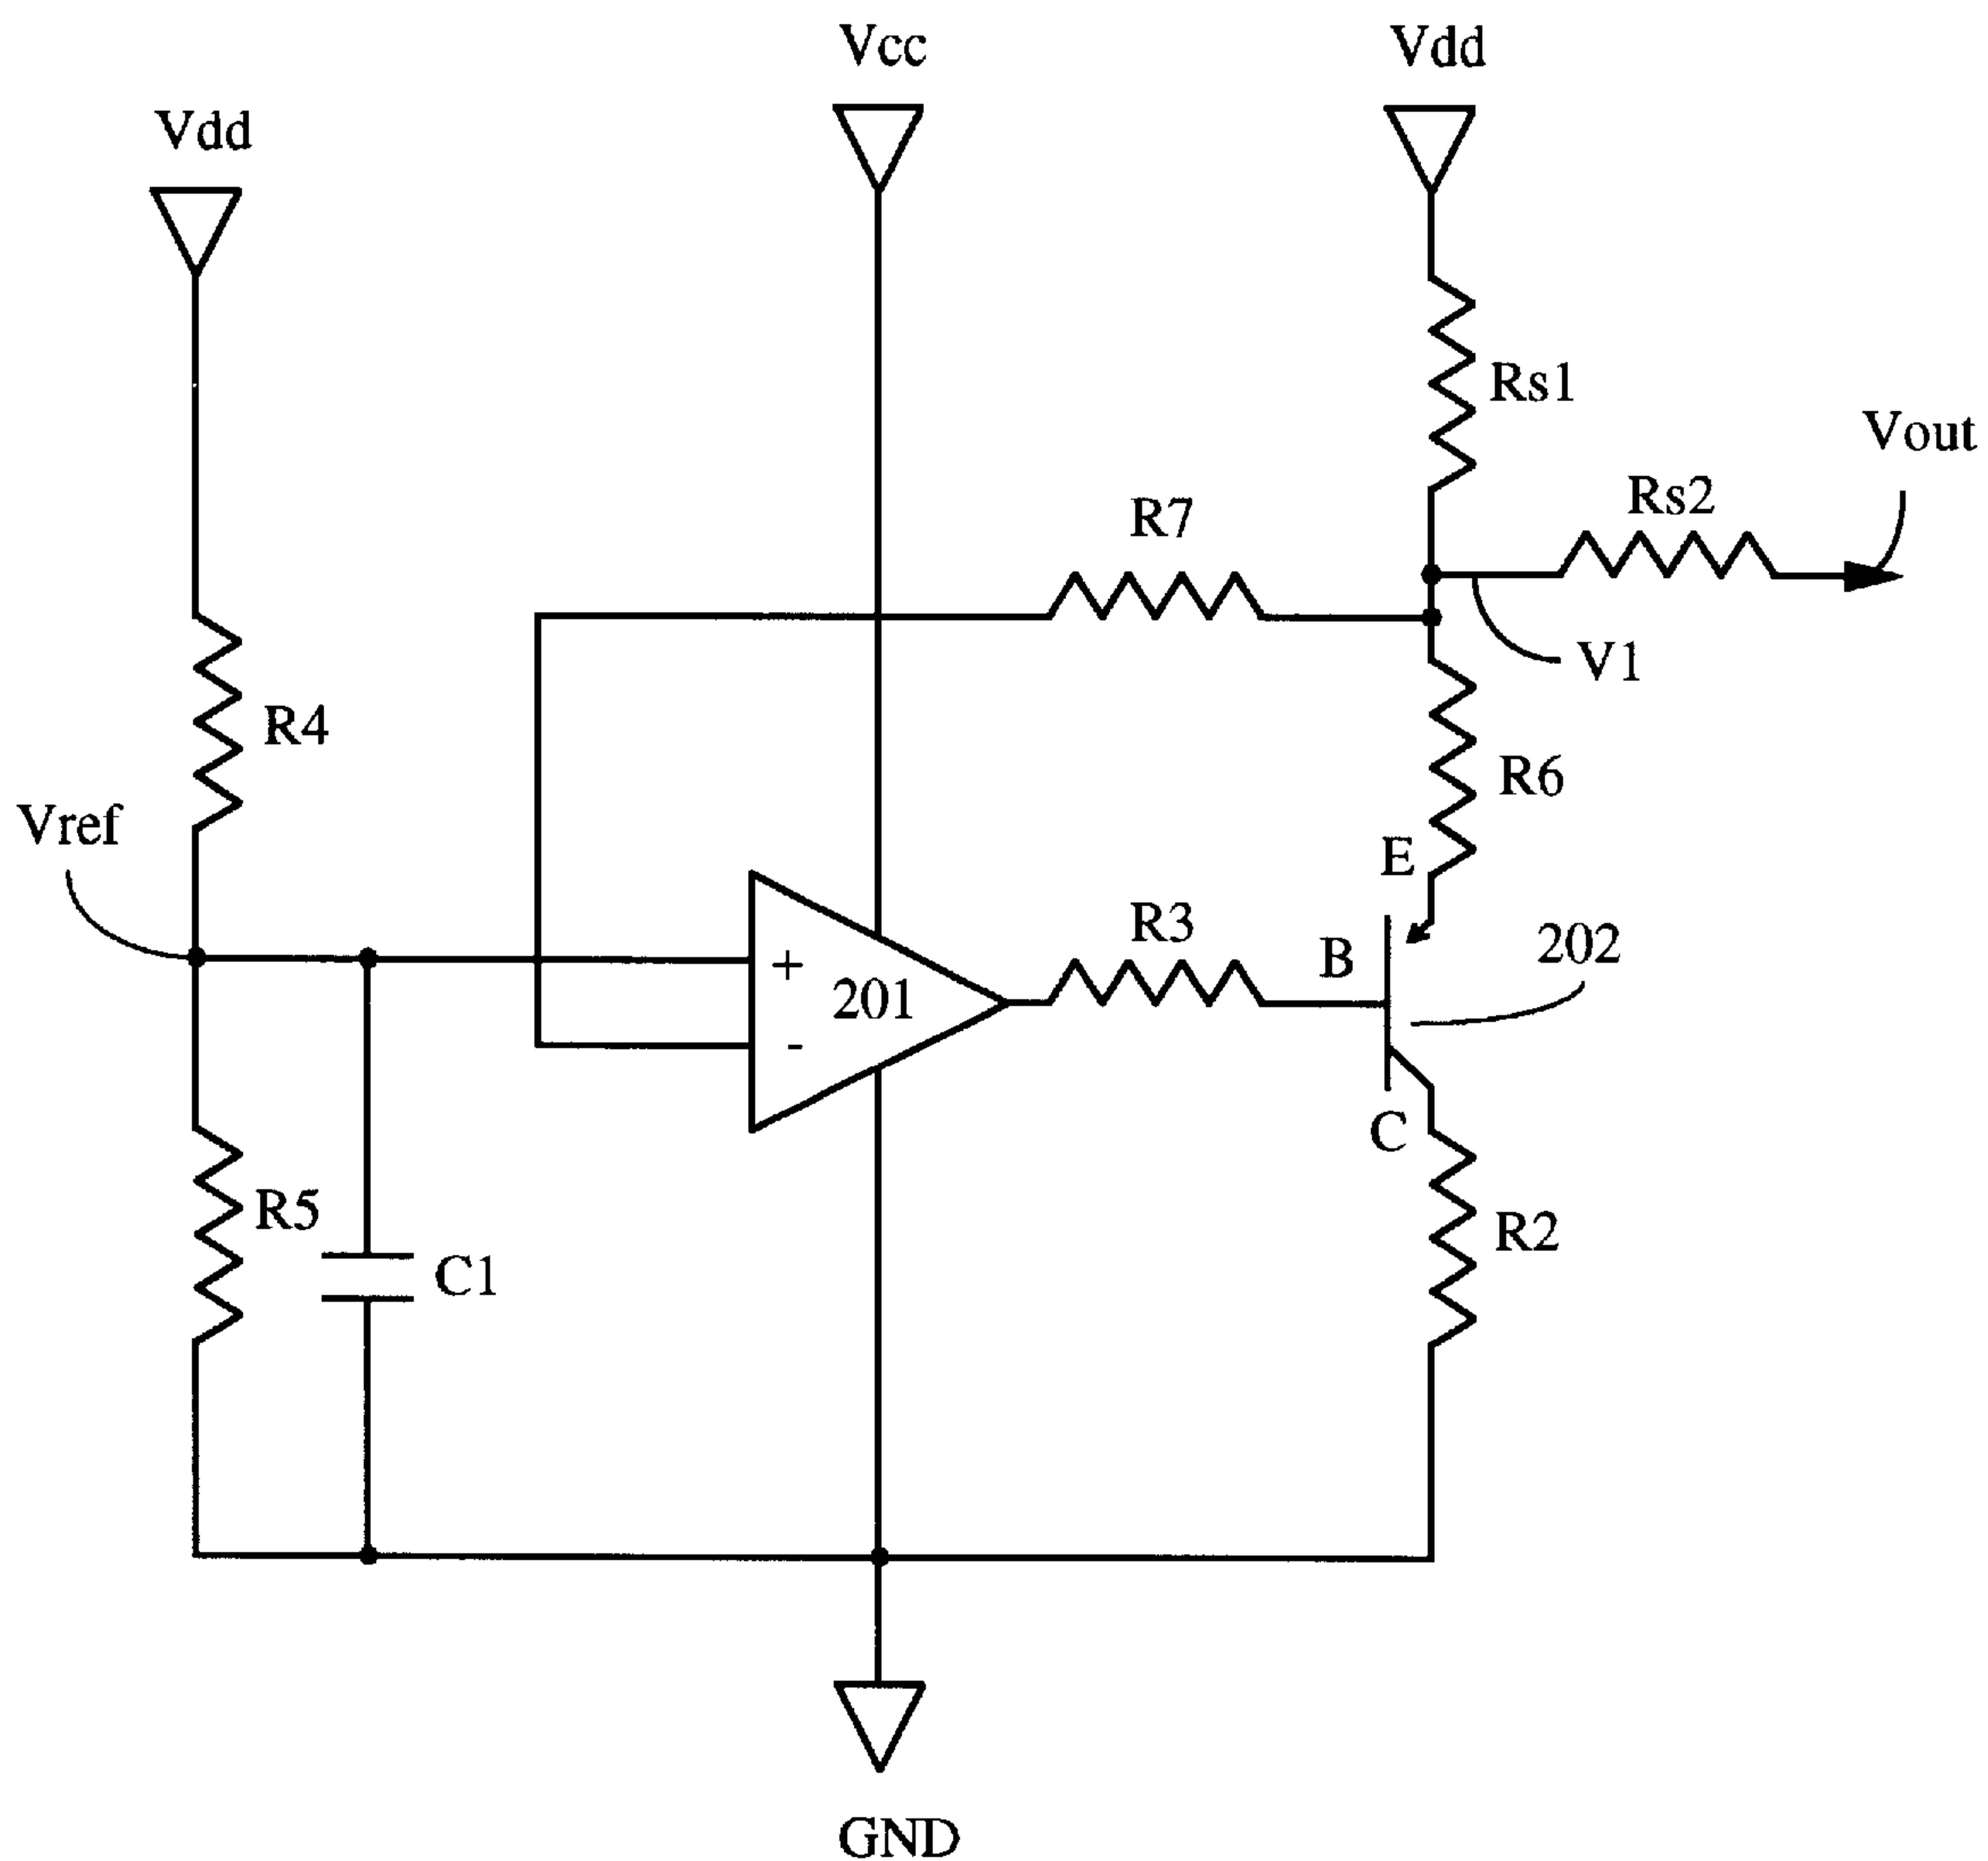 Vcc
Vdd
Vdd
Rs1
Vout
Rs2
R7
V1
R4
R6
Vref
E
R3
202
B
+
201
-
C
R5
R2
C1
GND